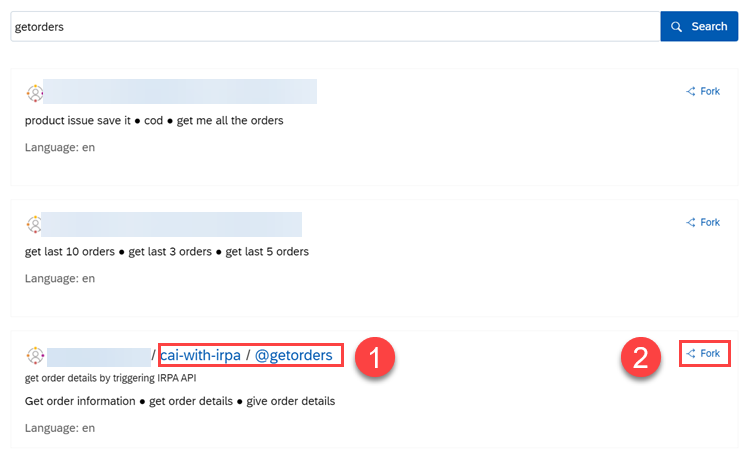 getorders
Search
Fork
product issue save it ● cod ● get me all the orders
Language: en
Fork
get last 10 orders ● get last 3 orders ● get last 5 orders
Language: en
/ cai-with-irpa / @getorders 1 2 Fork
get order details by triggering IRPA API
Get order information ● get order details ● give order details
Language: en